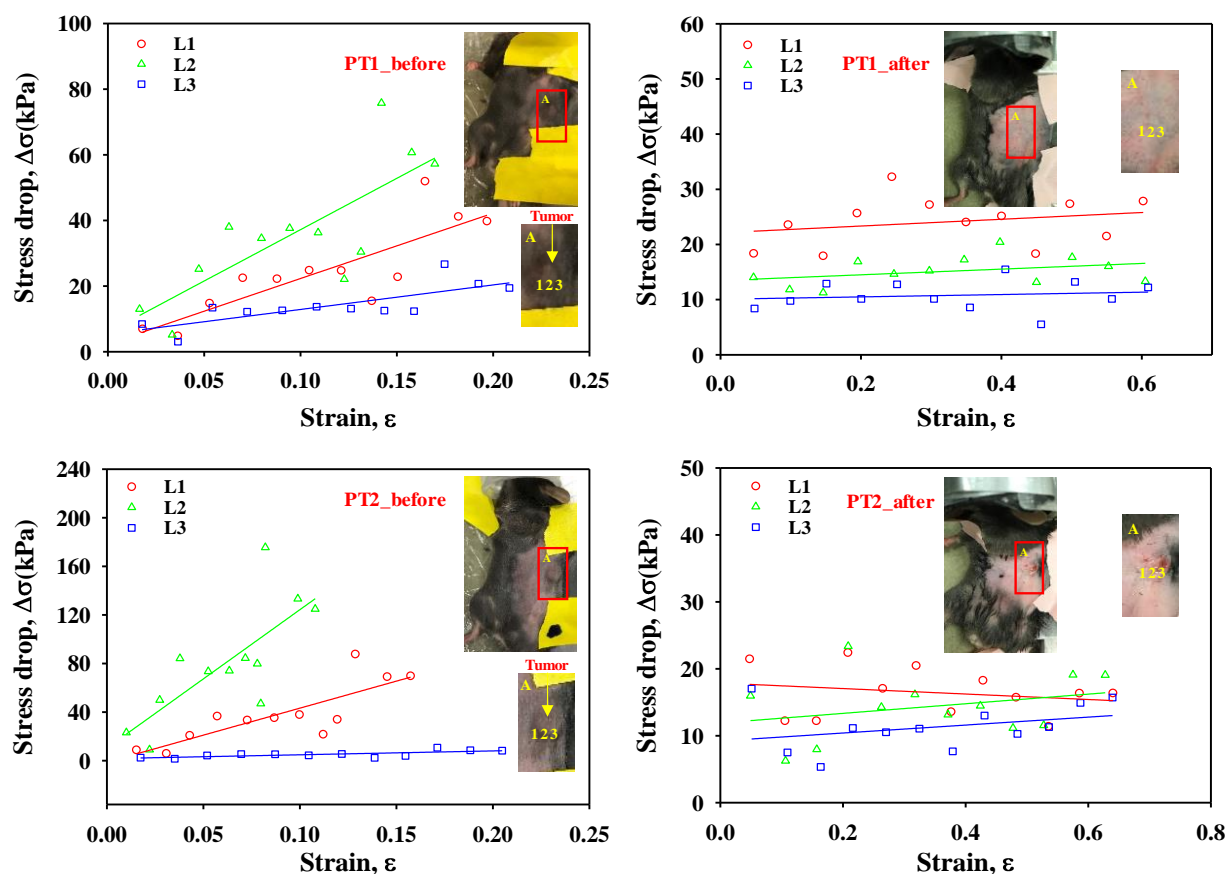 100
80
60
40
20
0
Stress drop, Δσ(kPa)
L1
L2
L3
PT1_before
A
Tumor
A
123
0.00 0.05 0.10 0.15 0.20 0.25
Strain, ε
60
50
40
30
20
10
0
Stress drop, Δσ(kPa)
L1
L2
L3
PT1_after
A
A
123
0.0 0.2 0.4 0.6
Strain, ε
240
200
160
120
80
40
0
Stress drop, Δσ(kPa)
L1
L2
L3
PT2_before
A
Tumor
A
123
0.00 0.05 0.10 0.15 0.20 0.25
Strain, ε
50
40
30
20
10
0
Stress drop, Δσ(kPa)
L1
L2
L3
PT2_after
A
A
123
0.0 0.2 0.4 0.6 0.8
Strain, ε